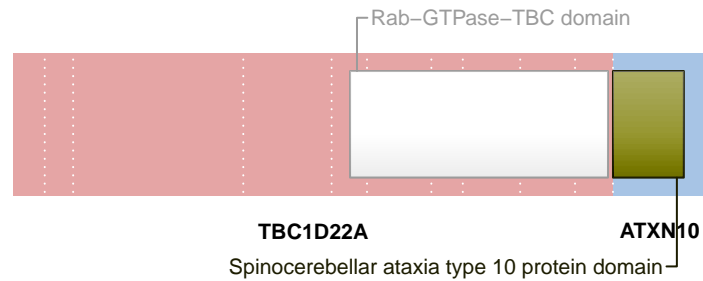 Rab−GTPase−TBC domain
TBC1D22A
ATXN10
Spinocerebellar ataxia type 10 protein domain